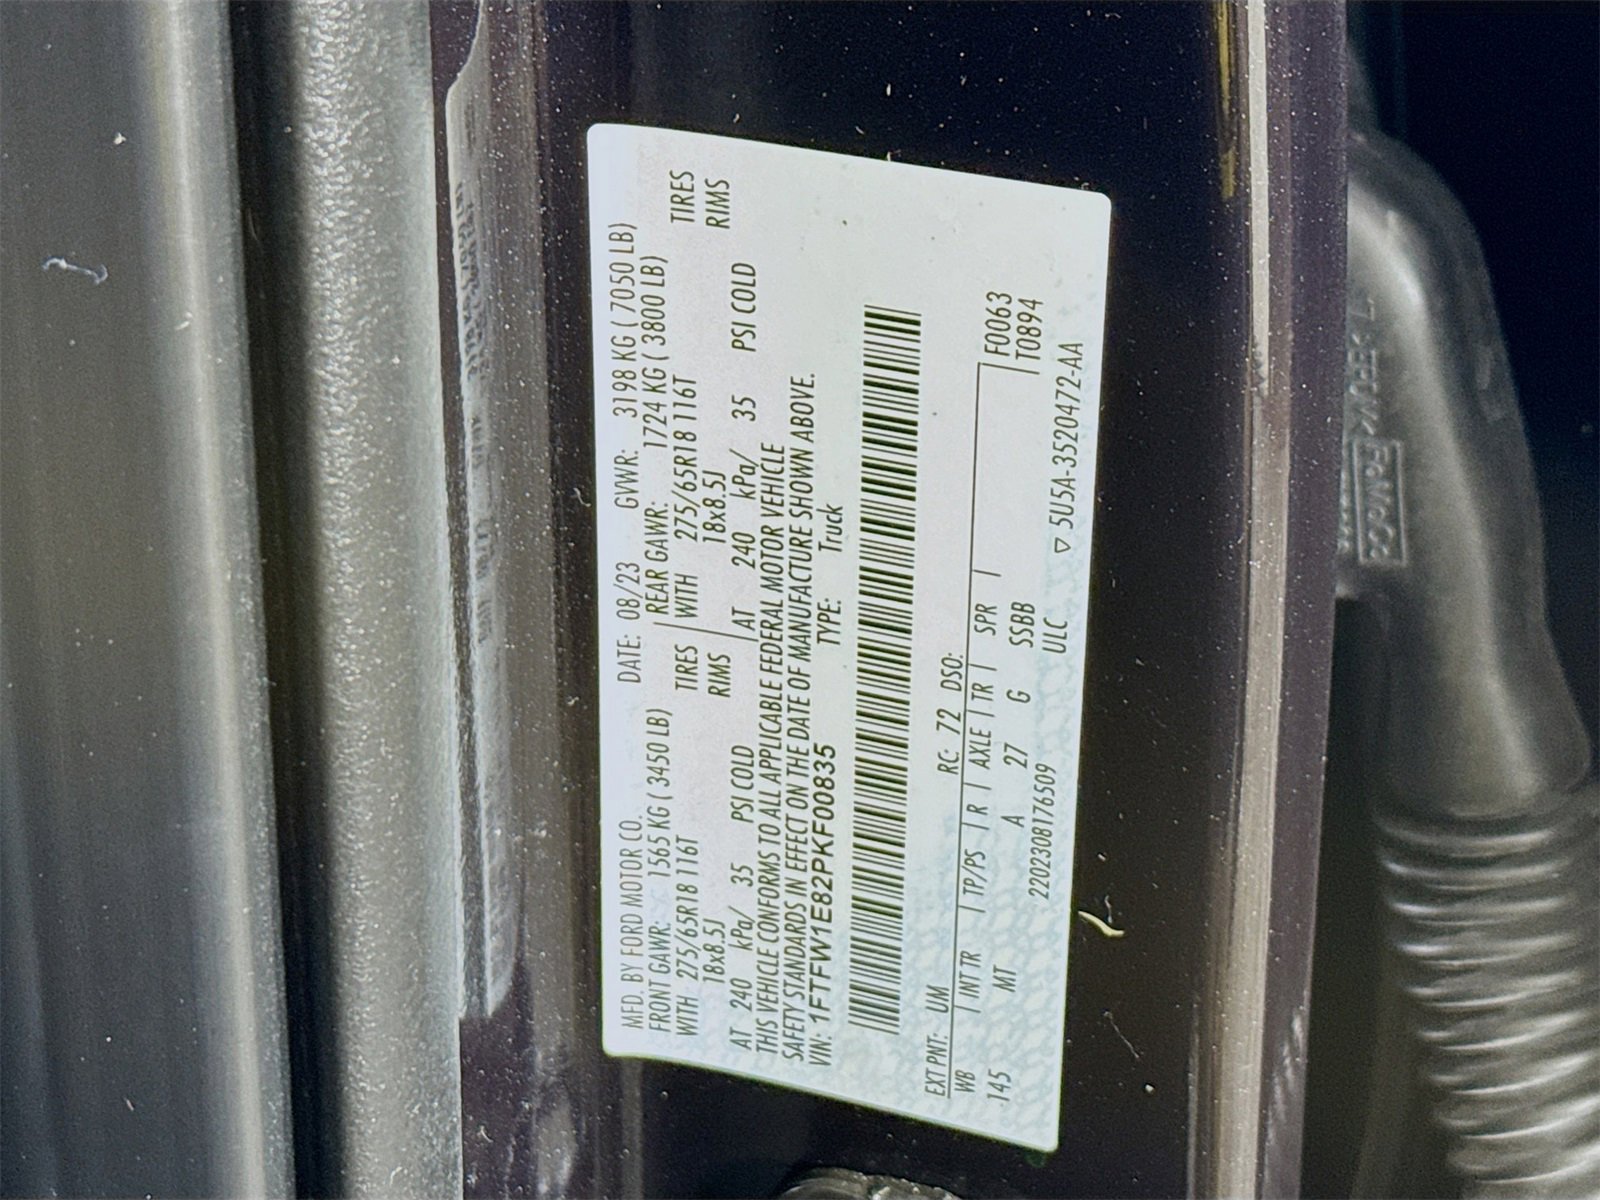 MFD. BY FORD MOTOR CO. DATE: 08/23 GVWR: 3198 KG ( 7050 LB)
FRONT GAWR: 1565 KG ( 3450 LB) REAR GAWR: 1724 KG ( 3800 LB)
WITH 275/65R18 116T TIRES WITH 275/65R18 116T TIRES
18x8.5J RIMS 18x8.5J RIMS
AT 240 kPa/ 35 PSI COLD AT 240 kPa/ 35 PSI COLD
THIS VEHICLE CONFORMS TO ALL APPLICABLE FEDERAL MOTOR VEHICLE
SAFETY STANDARDS IN EFFECT ON THE DATE OF MANUFACTURE SHOWN ABOVE.
VIN: 1FTFW1E82PKF00835 TYPE: Truck
EXT PNT: UM RC: 72 DSO:
WB | INT TR | TP/PS | R | AXLE | TR | SPR | F0063
145 MT A 27 G SSBB T0894
2202308176509 ULC ▽ 5U5A-3520472-AA
FoMoCo